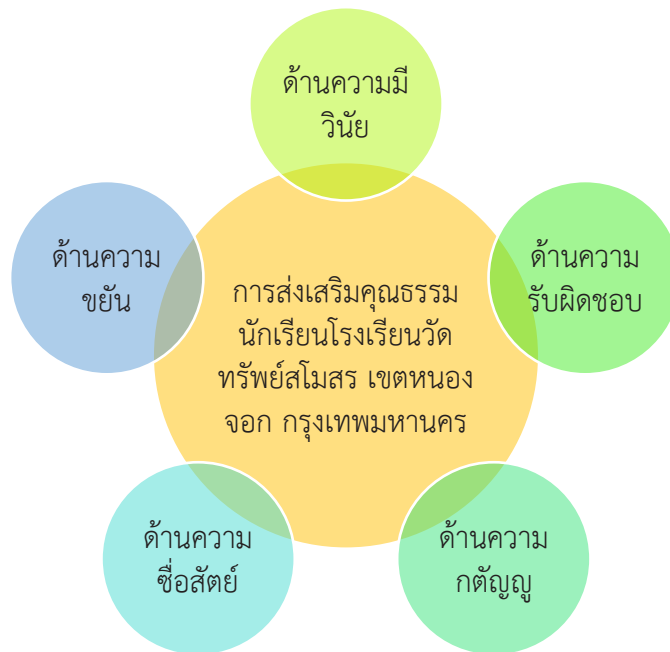 ด้านความมี
วินัย
ด้านความ
รับผิดชอบ
ด้านความ
กตัญญู
ด้านความ
ซื่อสัตย์
ด้านความ
ขยัน
การส่งเสริมคุณธรรม
นักเรียนโรงเรียนวัด
ทรัพย์สโมสร เขตหนอง
จอก กรุงเทพมหานคร